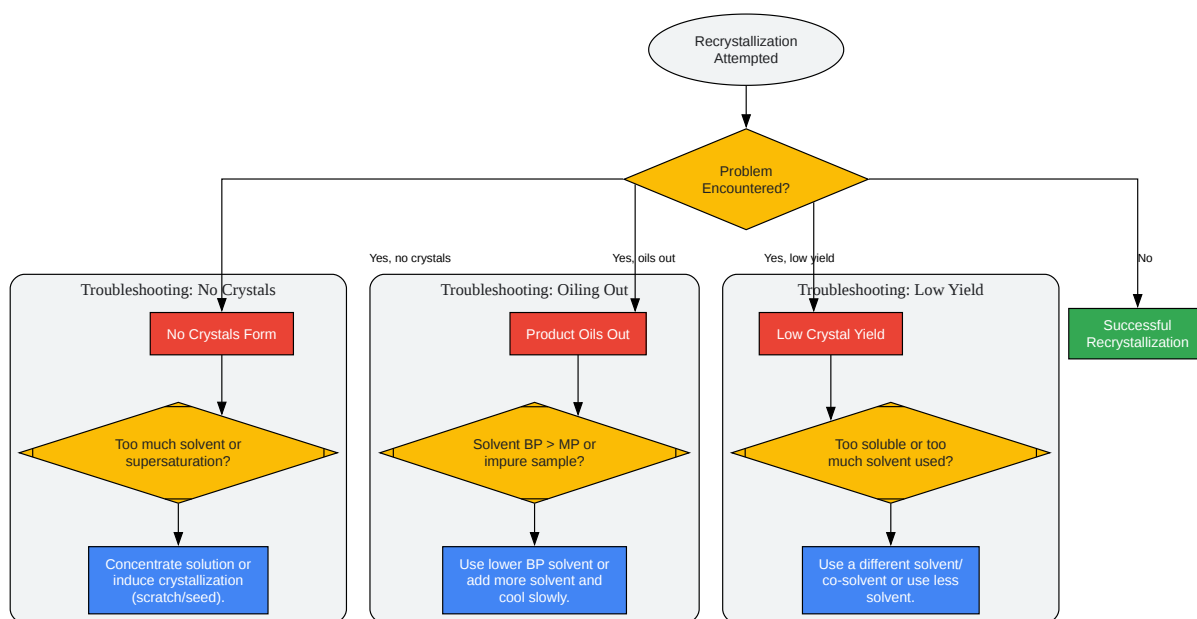 Recrystallization
Attempted
Problem
Encountered?
Yes, no crystals
Yes, oils out
Yes, low yield
No
Troubleshooting: No Crystals
Troubleshooting: Oiling Out
Troubleshooting: Low Yield
No Crystals Form
Product Oils Out
Low Crystal Yield
Successful
Recrystallization
Too much solvent or
supersaturation?
Solvent BP > MP or
impure sample?
Too soluble or too
much solvent used?
Concentrate solution or
induce crystallization
(scratch/seed).
Use lower BP solvent or
add more solvent and
cool slowly.
Use a different solvent/
co-solvent or use less
solvent.